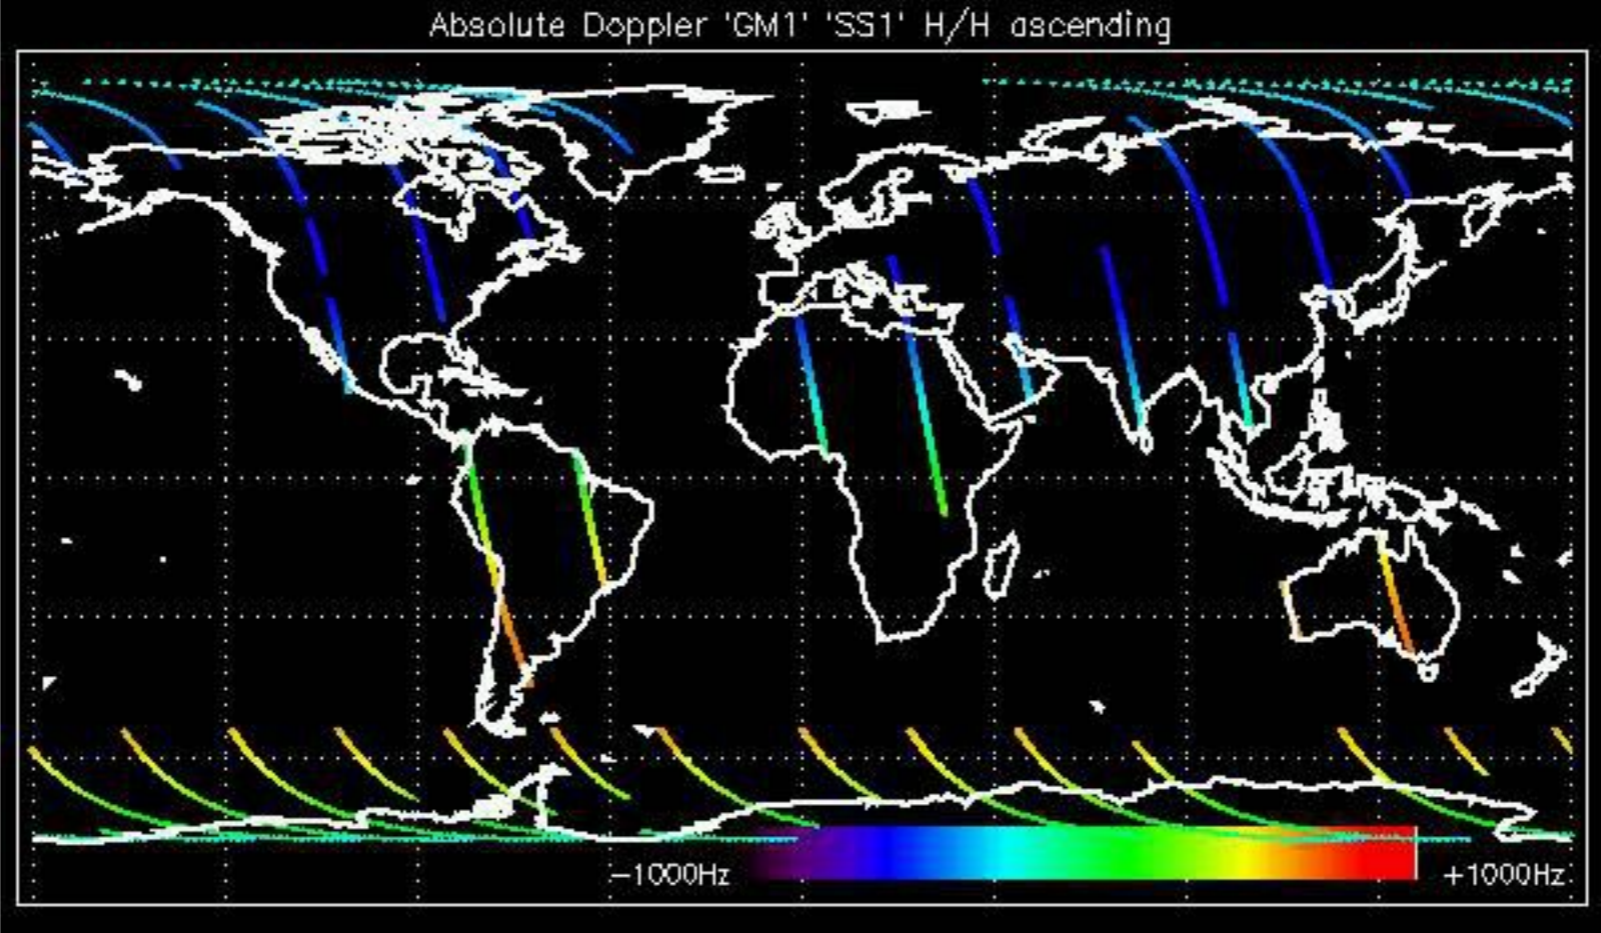 Absolute Doppler 'GM1' 'SS1' H/H ascending
−1000Hz +1000Hz